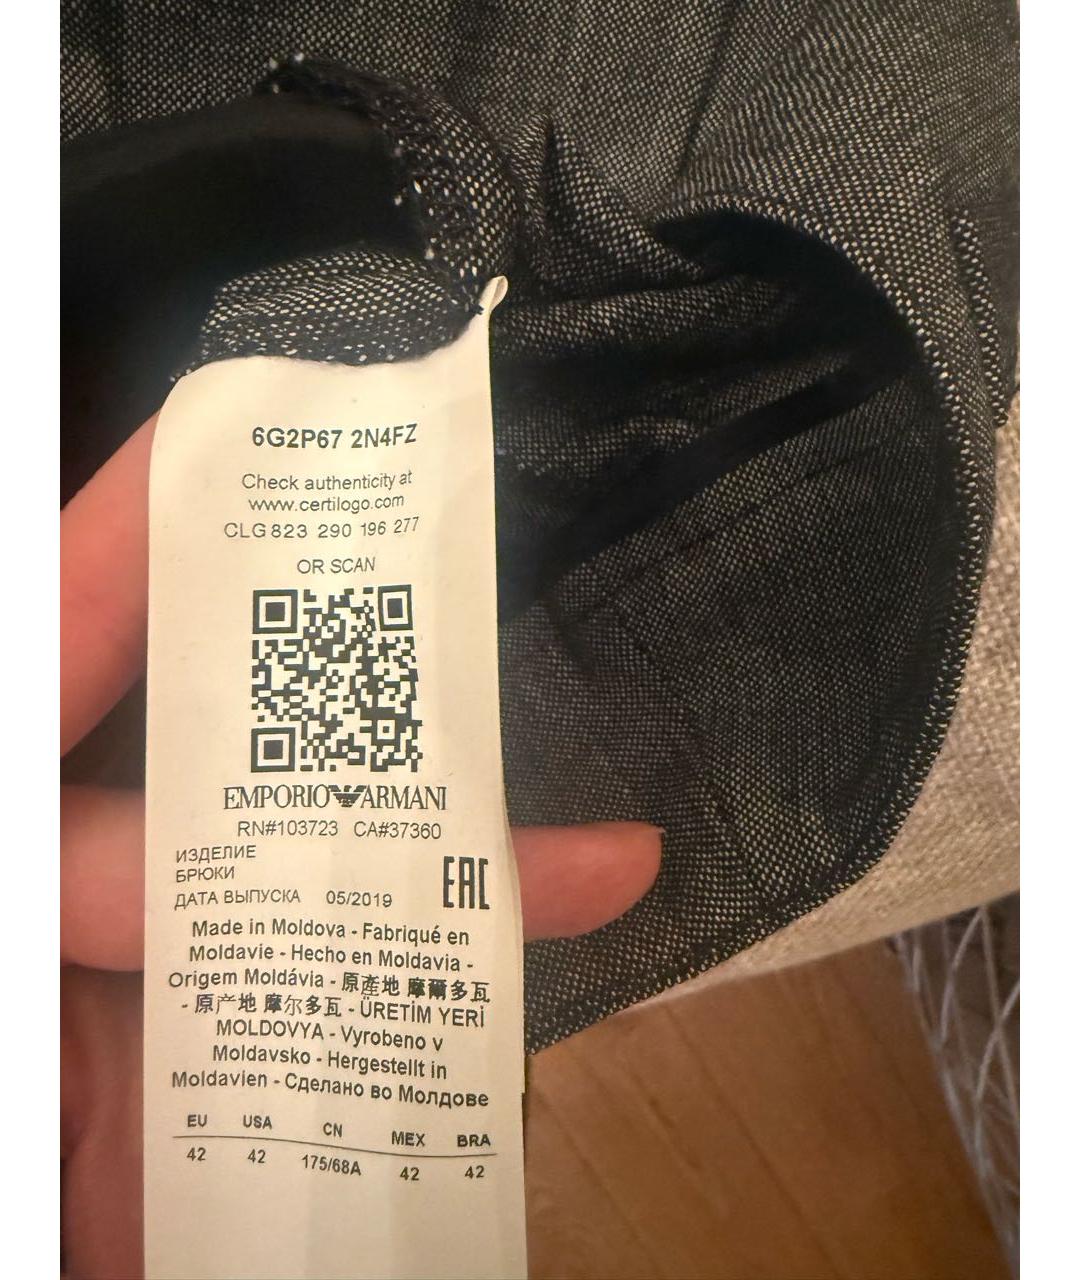 6G2P67 2N4FZ
Check authenticity at
www.certilogo.com
CLG 823 290 196 277
OR SCAN
EMPORIO ARMANI
RN#103723 CA#37360
ИЗДЕЛИЕ
БРЮКИ
ДАТА ВЫПУСКА 05/2019
EAC
Made in Moldova - Fabriqué en
Moldavie - Hecho en Moldavia -
Origem Moldávia - 原產地 摩爾多瓦
- 原产地 摩尔多瓦 - ÜRETİM YERİ
MOLDOVYA - Vyrobeno v
Moldavsko - Hergestellt in
Moldavien - Сделано во Молдове
EU USA CN MEX BRA
42 42 175/68A 42 42